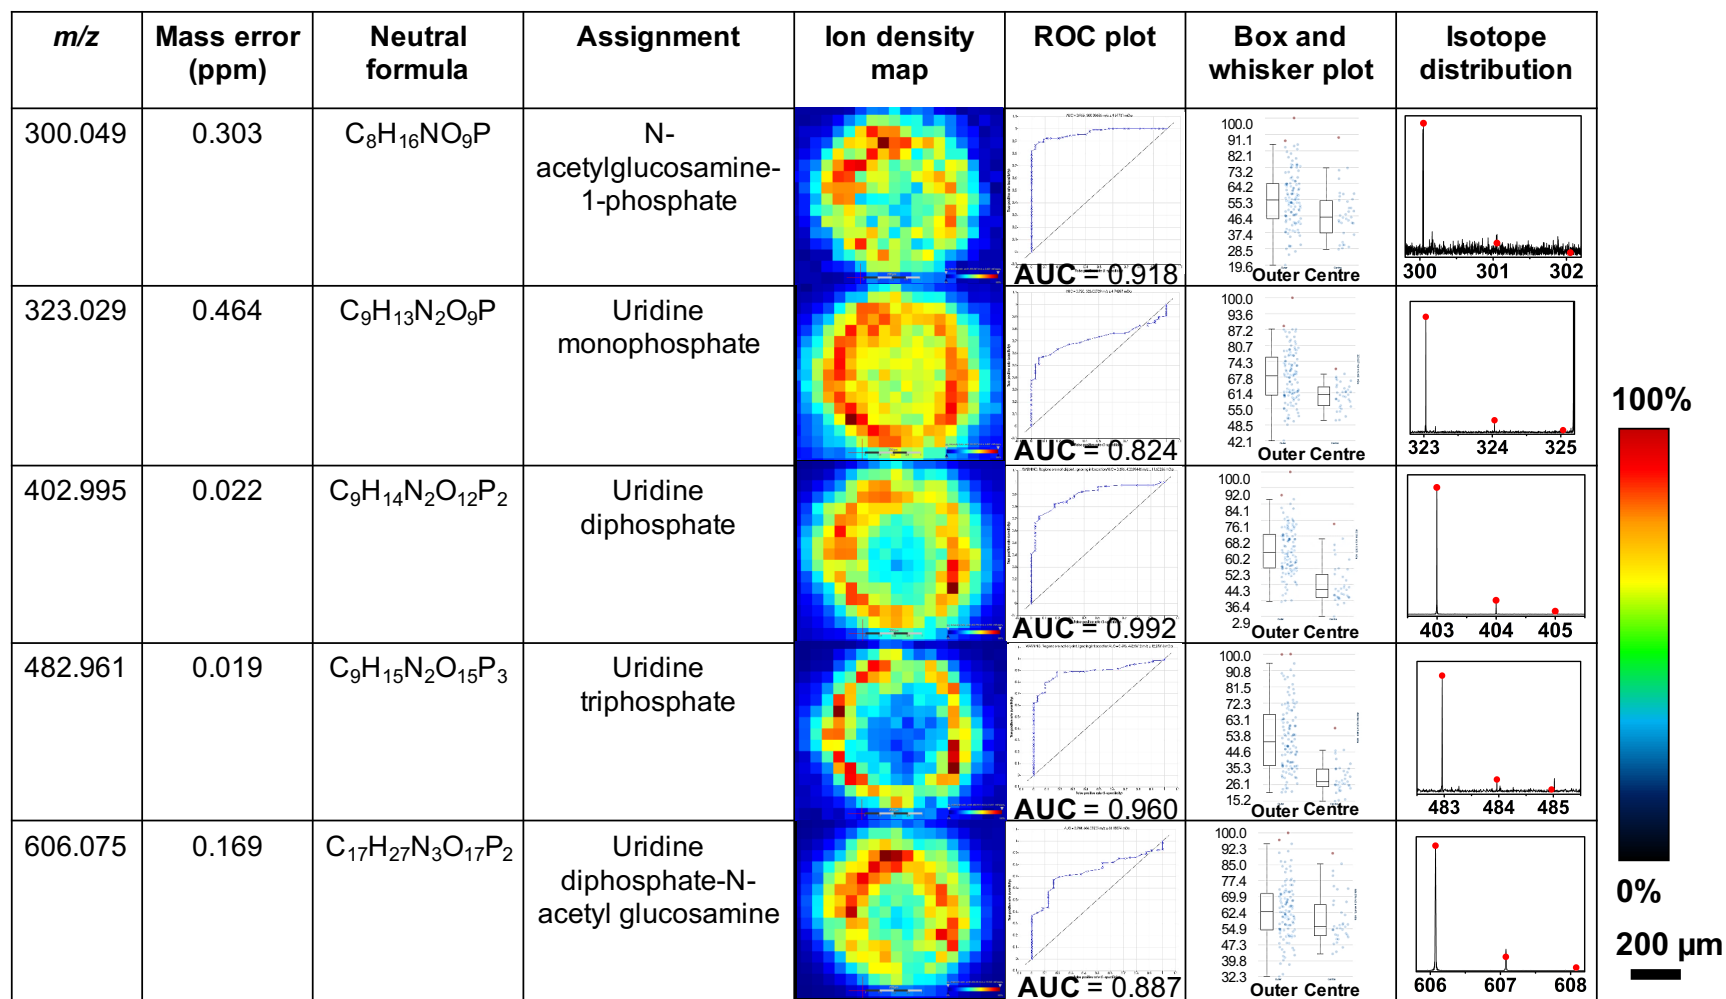 m/z
Mass error
(ppm)
Neutral
formula
Assignment
Ion density
map
ROC plot
Box and
whisker plot
Isotope
distribution
300.049
0.303
C₈H₁₆NO₉P
N-
acetylglucosamine-
1-phosphate
AUC = 0.918
100.0
91.1
82.1
73.2
64.2
55.3
46.4
37.4
28.5
19.6
Outer Centre
300 301 302
323.029
0.464
C₉H₁₃N₂O₉P
Uridine
monophosphate
AUC = 0.824
100.0
93.6
87.2
80.7
74.3
67.8
61.4
55.0
48.5
42.1
Outer Centre
323 324 325
402.995
0.022
C₉H₁₄N₂O₁₂P₂
Uridine
diphosphate
AUC = 0.992
100.0
92.0
84.1
76.1
68.2
60.2
52.3
44.3
36.4
2.9
Outer Centre
403 404 405
482.961
0.019
C₉H₁₅N₂O₁₅P₃
Uridine
triphosphate
AUC = 0.960
100.0
90.8
81.5
72.3
63.1
53.8
44.6
35.3
26.1
15.2
Outer Centre
483 484 485
606.075
0.169
C₁₇H₂₇N₃O₁₇P₂
Uridine
diphosphate-N-
acetyl glucosamine
AUC = 0.887
100.0
92.3
85.0
77.4
69.9
62.4
54.9
47.3
39.8
32.3
Outer Centre
606 607 608
100%
0%
200 µm